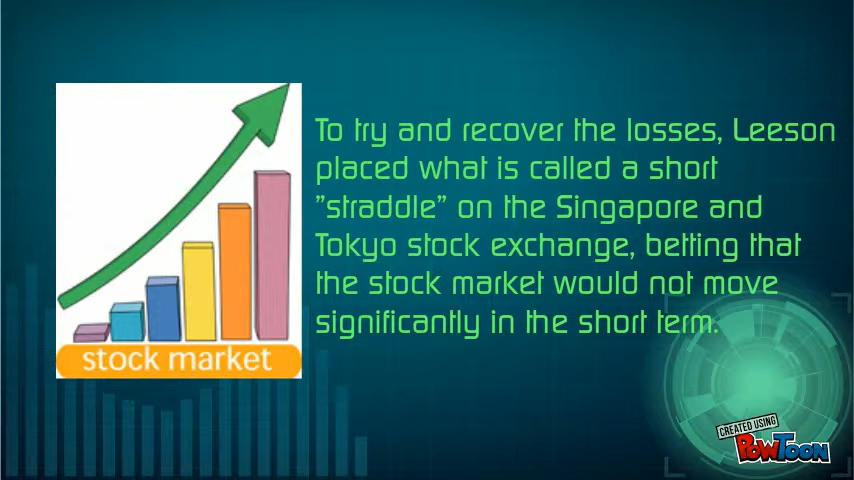 To try and recover the losses, Leeson
placed what is called a short
"straddle" on the Singapore and
Tokyo stock exchange, betting that
the stock market would not move
significantly in the short term.
stock market
CREATED USING
POWTOON